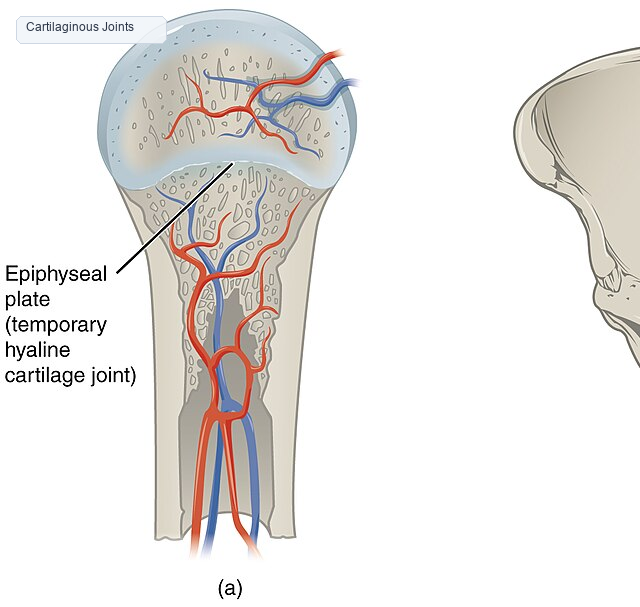 Cartilaginous Joints
Epiphyseal
plate
(temporary
hyaline
cartilage joint)
(a)